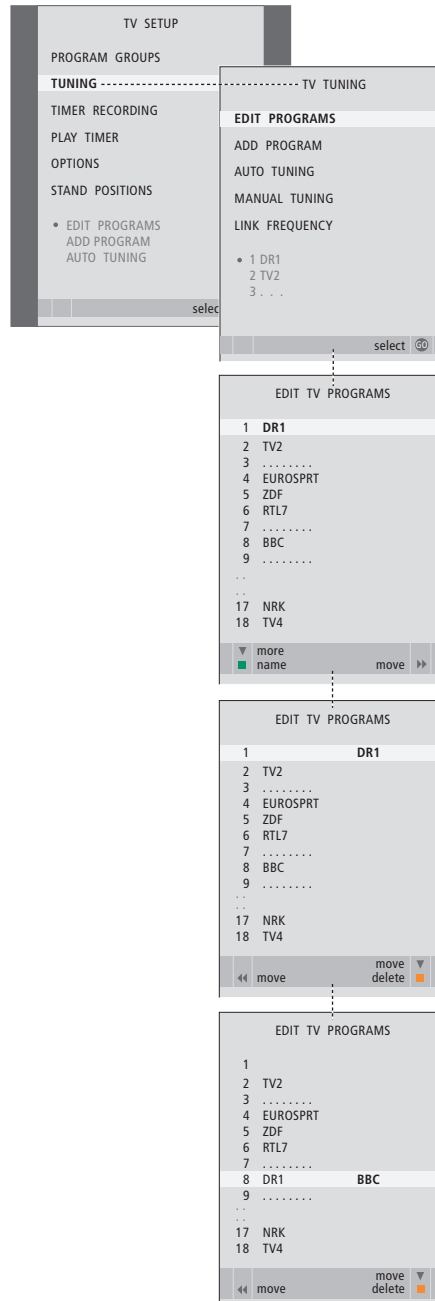 TV SETUP
PROGRAM GROUPS
TUNING
TIMER RECORDING
PLAY TIMER
OPTIONS
STAND POSITIONS
• EDIT PROGRAMS
ADD PROGRAM
AUTO TUNING
selec
TV TUNING
EDIT PROGRAMS
ADD PROGRAM
AUTO TUNING
MANUAL TUNING
LINK FREQUENCY
• 1 DR1
2 TV2
3 . . .
select GO
EDIT TV PROGRAMS
1 DR1
2 TV2
3 . . . . . . . .
4 EUROSPRT
5 ZDF
6 RTL7
7 . . . . . . . .
8 BBC
9 . . . . . . . .
. .
. .
17 NRK
18 TV4
▼ more
name move ▸▸
EDIT TV PROGRAMS
1 DR1
2 TV2
3 . . . . . . . .
4 EUROSPRT
5 ZDF
6 RTL7
7 . . . . . . . .
8 BBC
9 . . . . . . . .
. .
. .
17 NRK
18 TV4
move ▼
◂◂ move delete
EDIT TV PROGRAMS
1
2 TV2
3 . . . . . . . .
4 EUROSPRT
5 ZDF
6 RTL7
7 . . . . . . . .
8 DR1 BBC
9 . . . . . . . .
. .
. .
17 NRK
18 TV4
move ▼
◂◂ move delete